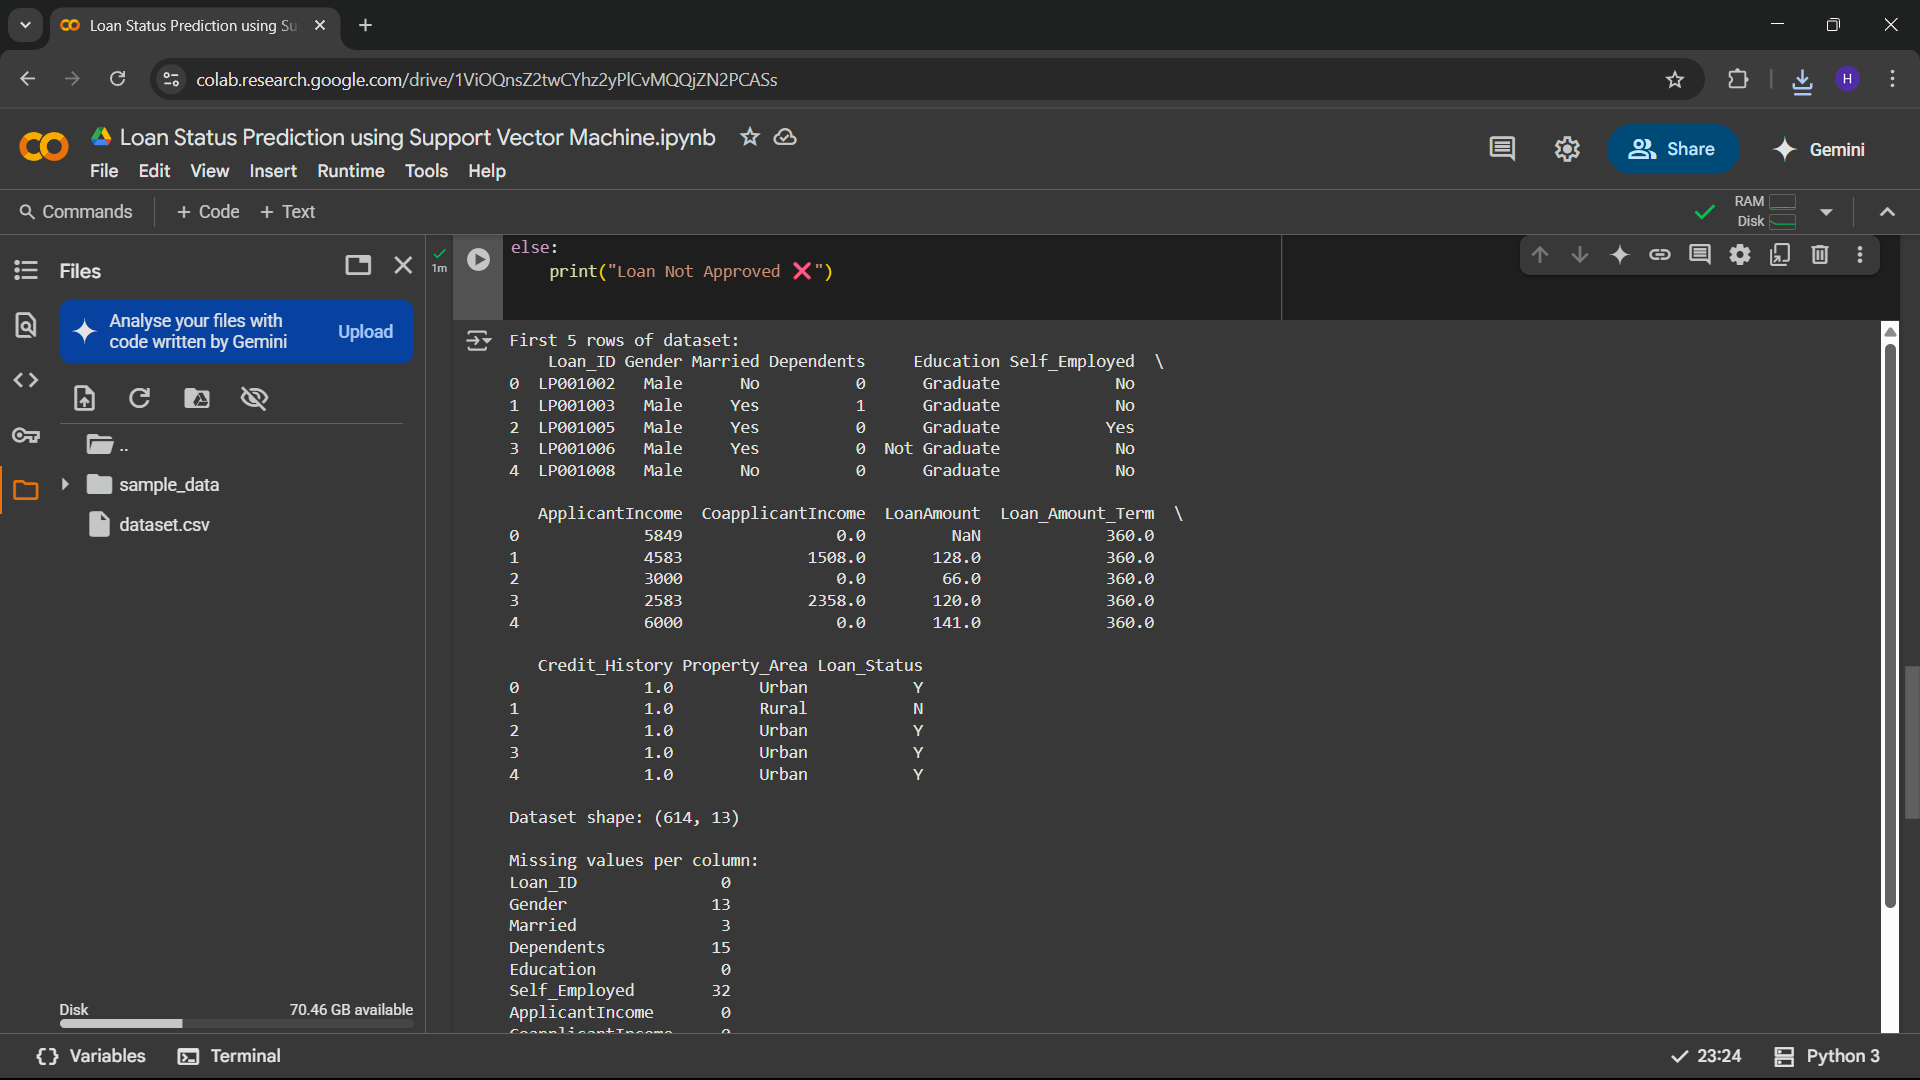 Loan Status Prediction using Su
colab.research.google.com/drive/1ViOQnsZ2twCYhz2yPlCvMQQjZN2PCASs
H
Loan Status Prediction using Support Vector Machine.ipynb
File Edit View Insert Runtime Tools Help
Share
Gemini
Commands + Code + Text
RAM
Disk
Files
Analyse your files with
code written by Gemini
Upload
..
sample_data
dataset.csv
Disk 70.46 GB available
1m
else:
print("Loan Not Approved ❌")
First 5 rows of dataset:
Loan_ID Gender Married Dependents Education Self_Employed \
0 LP001002 Male No 0 Graduate No
1 LP001003 Male Yes 1 Graduate No
2 LP001005 Male Yes 0 Graduate Yes
3 LP001006 Male Yes 0 Not Graduate No
4 LP001008 Male No 0 Graduate No
ApplicantIncome CoapplicantIncome LoanAmount Loan_Amount_Term \
0 5849 0.0 NaN 360.0
1 4583 1508.0 128.0 360.0
2 3000 0.0 66.0 360.0
3 2583 2358.0 120.0 360.0
4 6000 0.0 141.0 360.0
Credit_History Property_Area Loan_Status
0 1.0 Urban Y
1 1.0 Rural N
2 1.0 Urban Y
3 1.0 Urban Y
4 1.0 Urban Y
Dataset shape: (614, 13)
Missing values per column:
Loan_ID 0
Gender 13
Married 3
Dependents 15
Education 0
Self_Employed 32
ApplicantIncome 0
CoapplicantIncome 0
Variables Terminal
23:24 Python 3